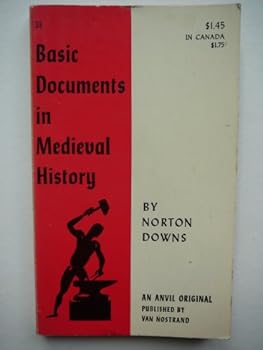 38
$1.45
IN CANADA
$1.75
Basic
Documents
in
Medieval
History
BY
NORTON
DOWNS
AN ANVIL ORIGINAL
PUBLISHED BY
VAN NOSTRAND